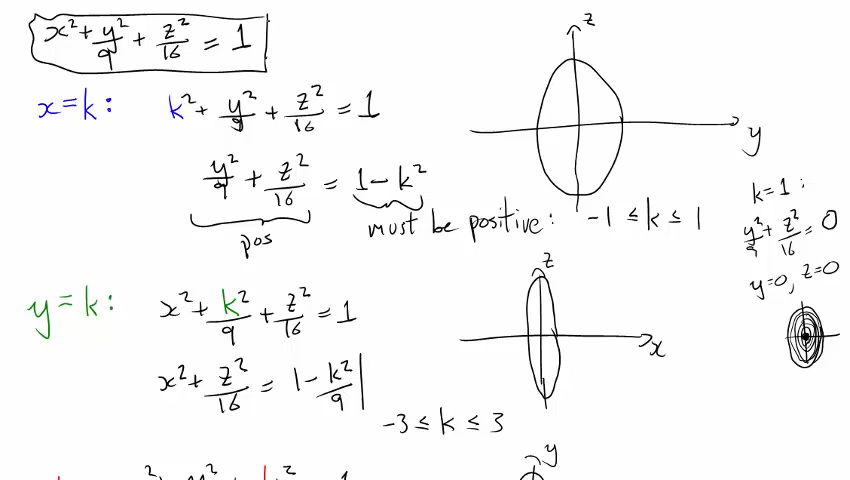 x² + y²/9 + z²/16 = 1
x = k: k² + y²/9 + z²/16 = 1
y²/9 + z²/16 = 1 - k²
pos
must be positive: -1 ≤ k ≤ 1
z
y
k = 1:
y²/9 + z²/16 = 0
y=0, z=0
y = k: x² + k²/9 + z²/16 = 1
x² + z²/16 = 1 - k²/9
-3 ≤ k ≤ 3
z
x
y